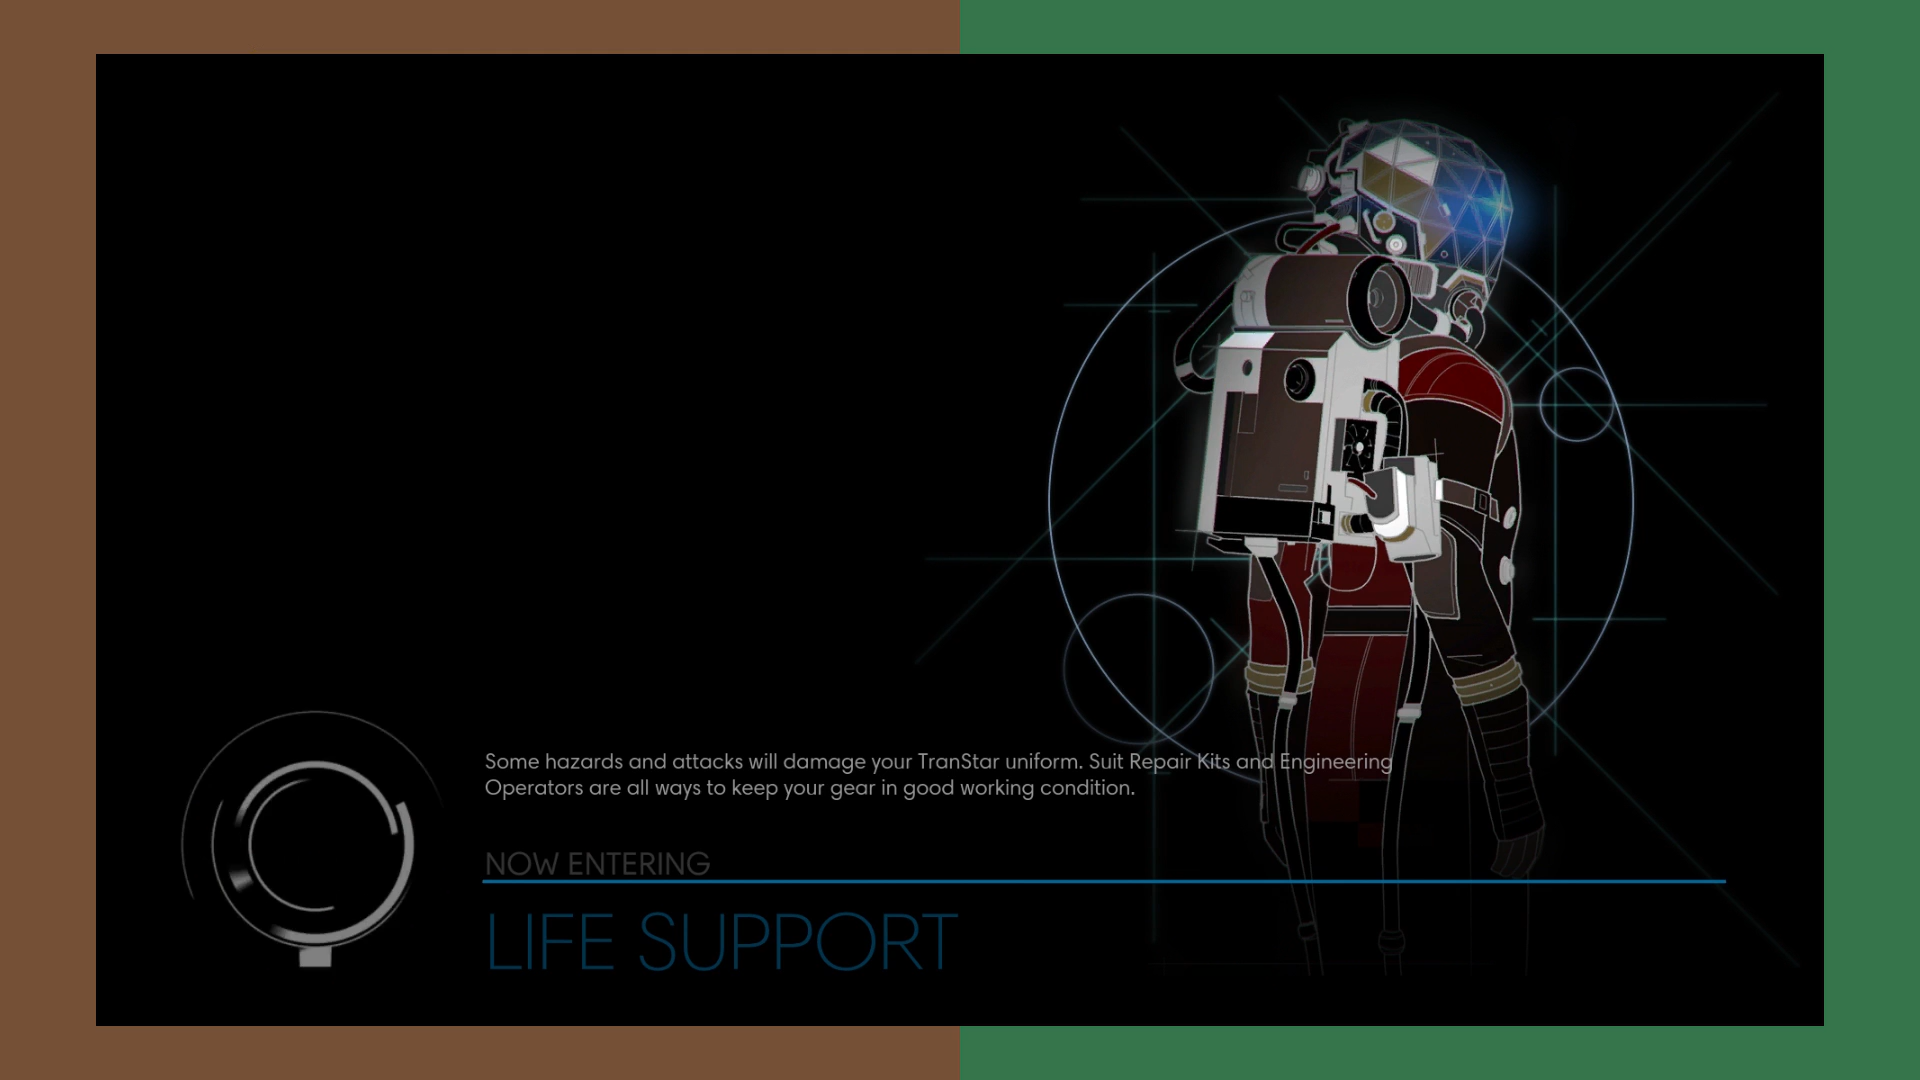 Some hazards and attacks will damage your TranStar uniform. Suit Repair Kits and Engineering
Operators are all ways to keep your gear in good working condition.
NOW ENTERING
LIFE SUPPORT